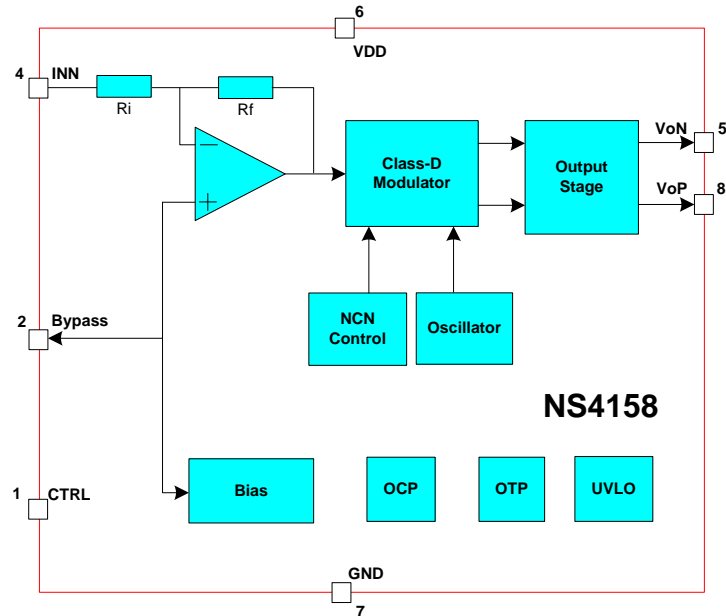 6
VDD
4 INN
Ri
Rf
−
+
Class-D
Modulator
Output
Stage
VoN 5
VoP 8
2 Bypass
NCN
Control
Oscillator
NS4158
1 CTRL
Bias
OCP
OTP
UVLO
GND
7